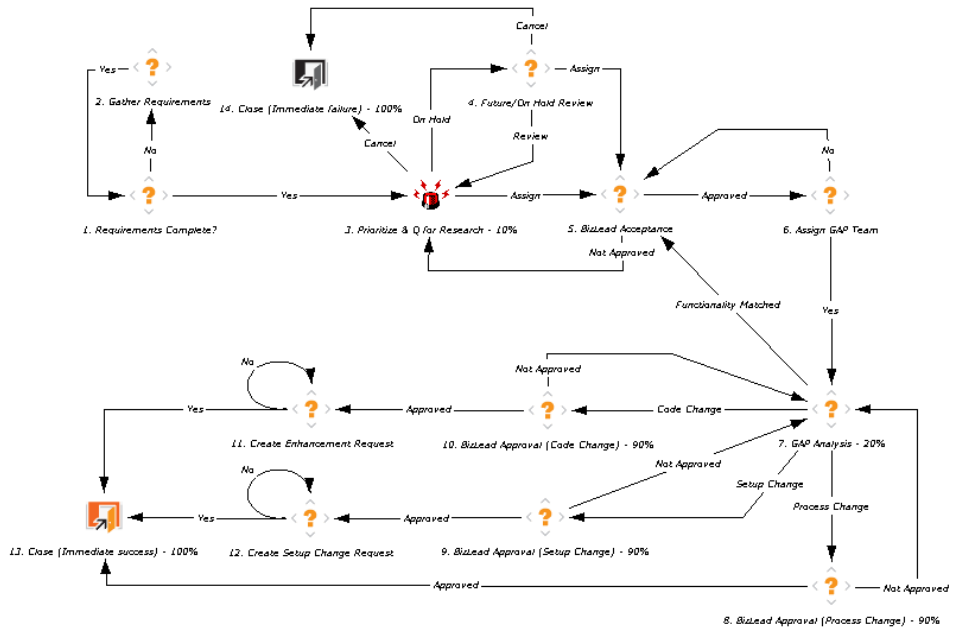 Cancel
Yes
Assign
2. Gather Requirements
14. Close (Immediate failure) - 100%
4. Future/On Hold Review
On Hold
Review
No
Cancel
No
Yes
Assign
Approved
1. Requirements Complete?
3. Prioritize & Q for Research - 10%
5. BizLead Acceptance
6. Assign GAP Team
Not Approved
Functionality Matched
Yes
No
Not Approved
Yes
Approved
Code Change
11. Create Enhancement Request
10. BizLead Approval (Code Change) - 90%
7. GAP Analysis - 20%
No
Not Approved
Setup Change
Process Change
Yes
Approved
13. Close (Immediate success) - 100%
12. Create Setup Change Request
9. BizLead Approval (Setup Change) - 90%
Approved
Not Approved
8. BizLead Approval (Process Change) - 90%